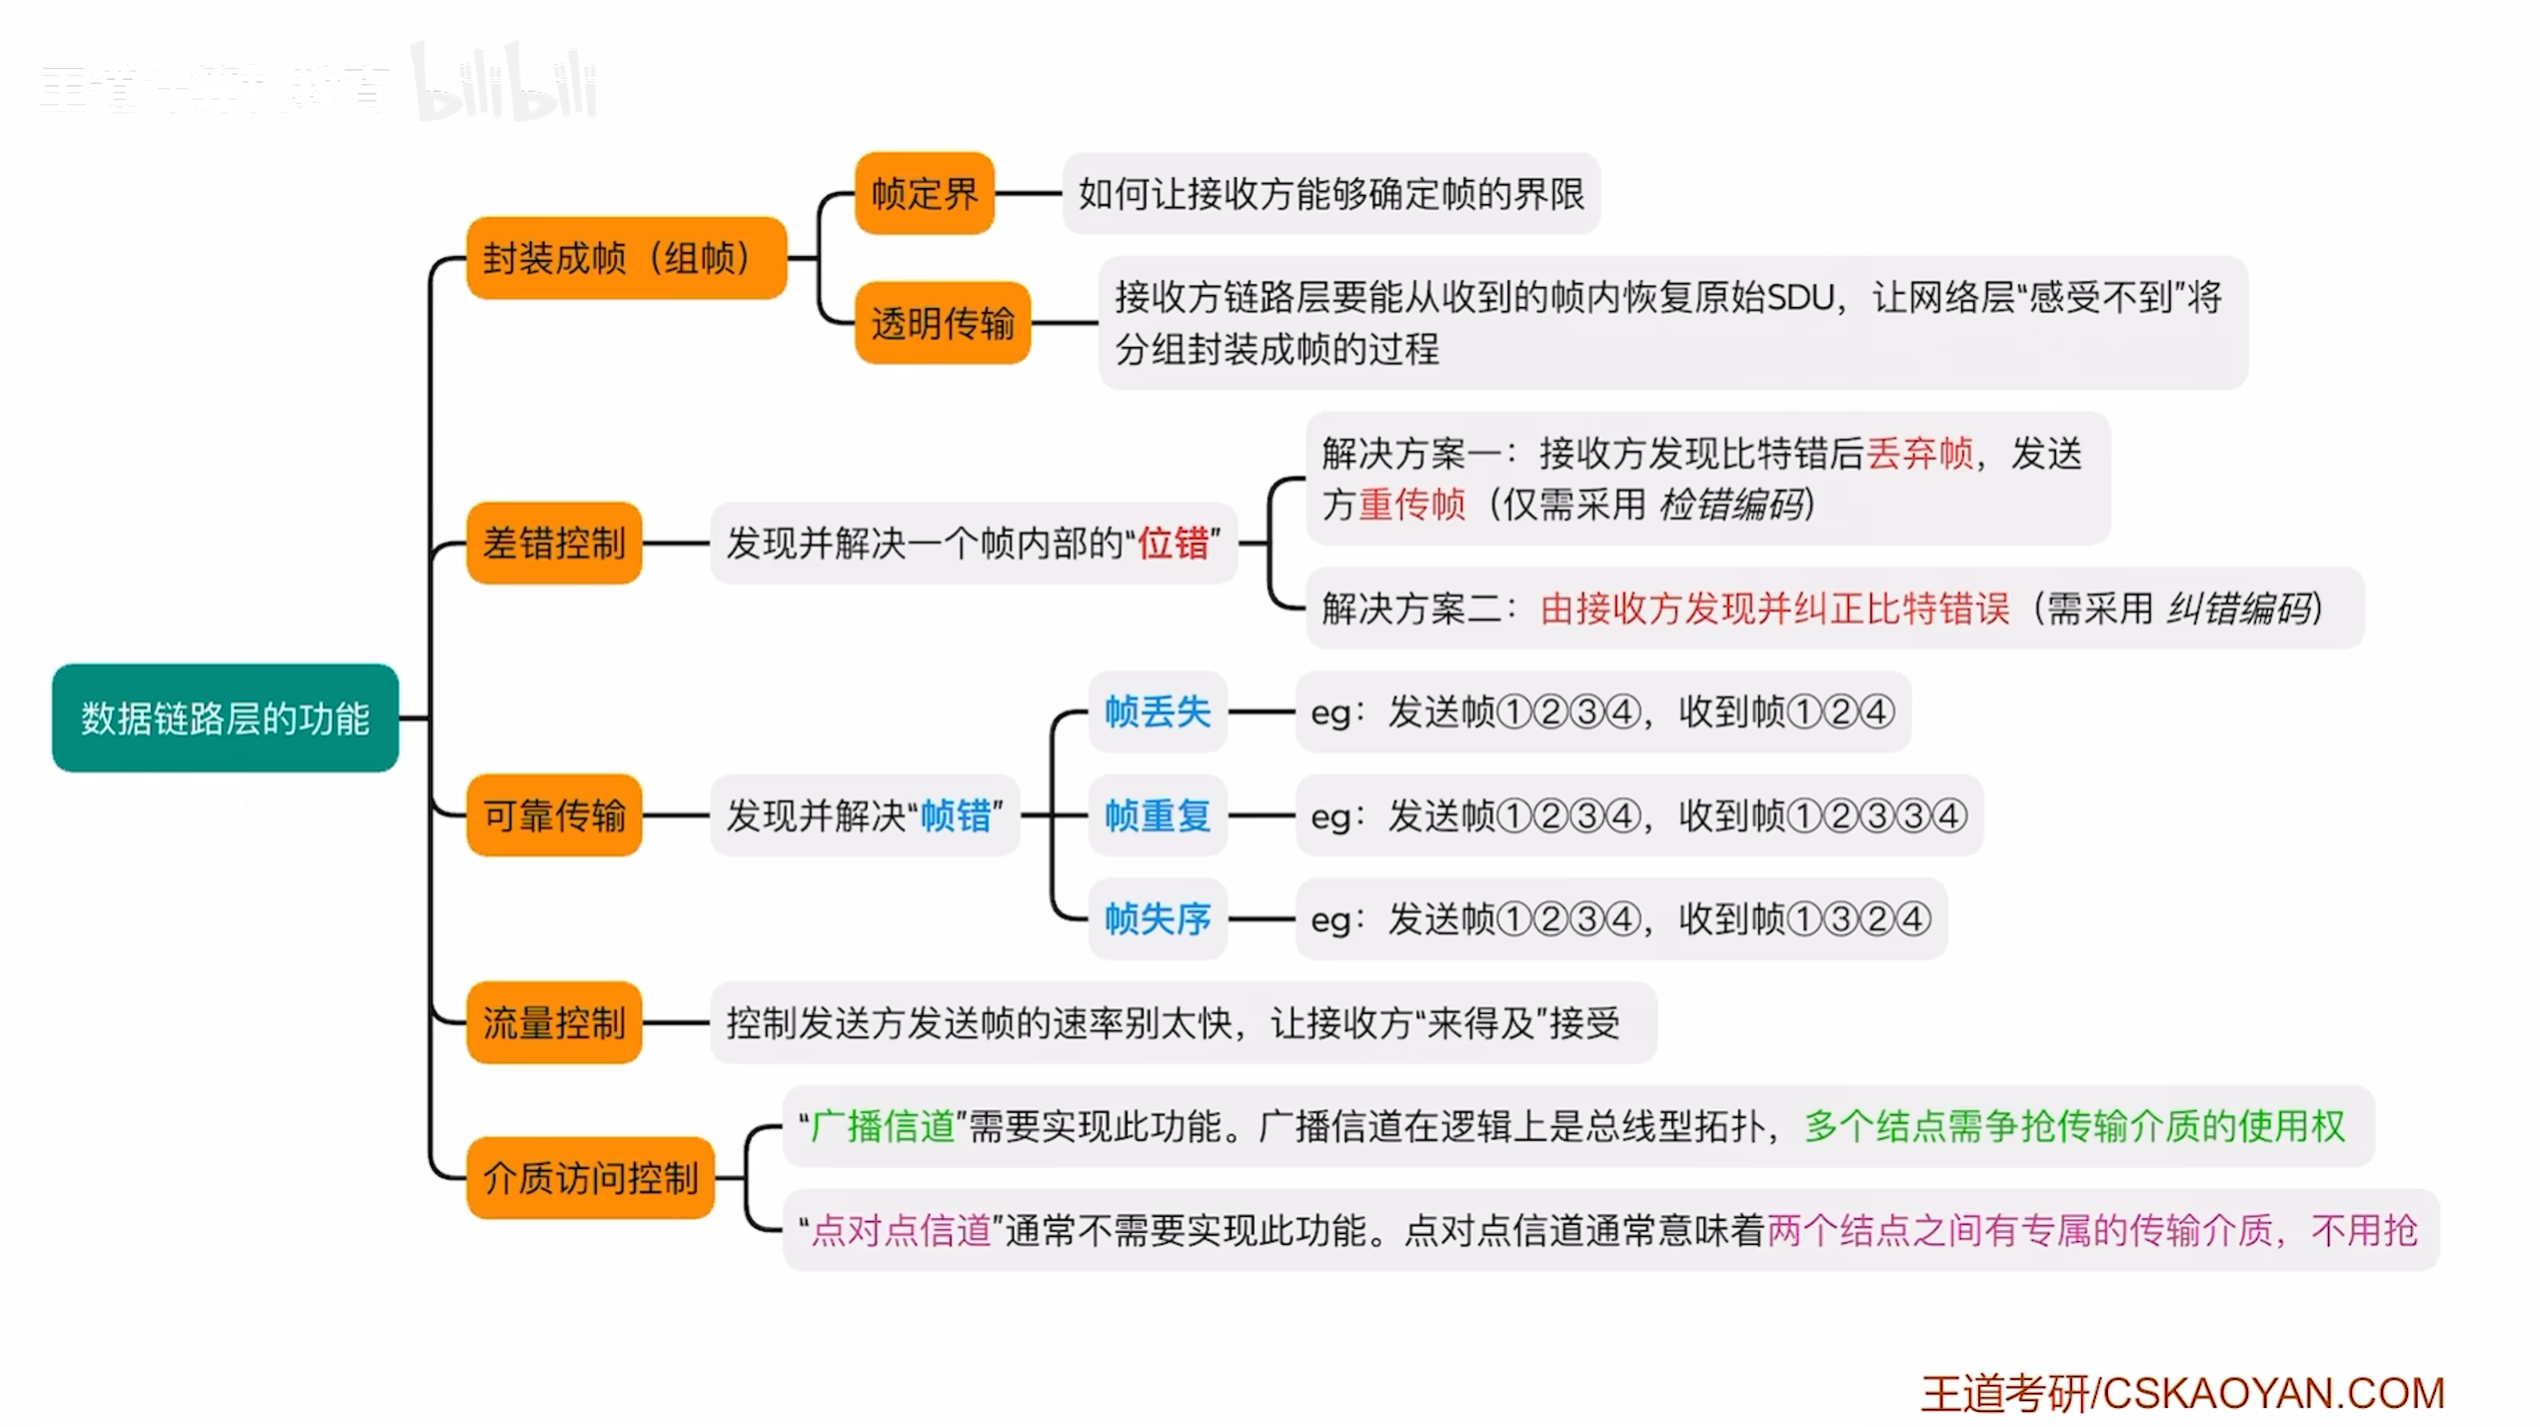 bilibili
帧定界
如何让接收方能够确定帧的界限
封装成帧（组帧）
透明传输
接收方链路层要能从收到的帧内恢复原始SDU，让网络层“感受不到”将
分组封装成帧的过程
差错控制
发现并解决一个帧内部的“位错”
解决方案一：接收方发现比特错后丢弃帧，发送
方重传帧（仅需采用 检错编码）
解决方案二：由接收方发现并纠正比特错误（需采用 纠错编码）
数据链路层的功能
可靠传输
发现并解决“帧错”
帧丢失
eg：发送帧①②③④，收到帧①②④
帧重复
eg：发送帧①②③④，收到帧①②③③④
帧失序
eg：发送帧①②③④，收到帧①③②④
流量控制
控制发送方发送帧的速率别太快，让接收方“来得及”接受
介质访问控制
“广播信道”需要实现此功能。广播信道在逻辑上是总线型拓扑，多个结点需争抢传输介质的使用权
“点对点信道”通常不需要实现此功能。点对点信道通常意味着两个结点之间有专属的传输介质，不用抢
王道考研/CSKAOYAN.COM